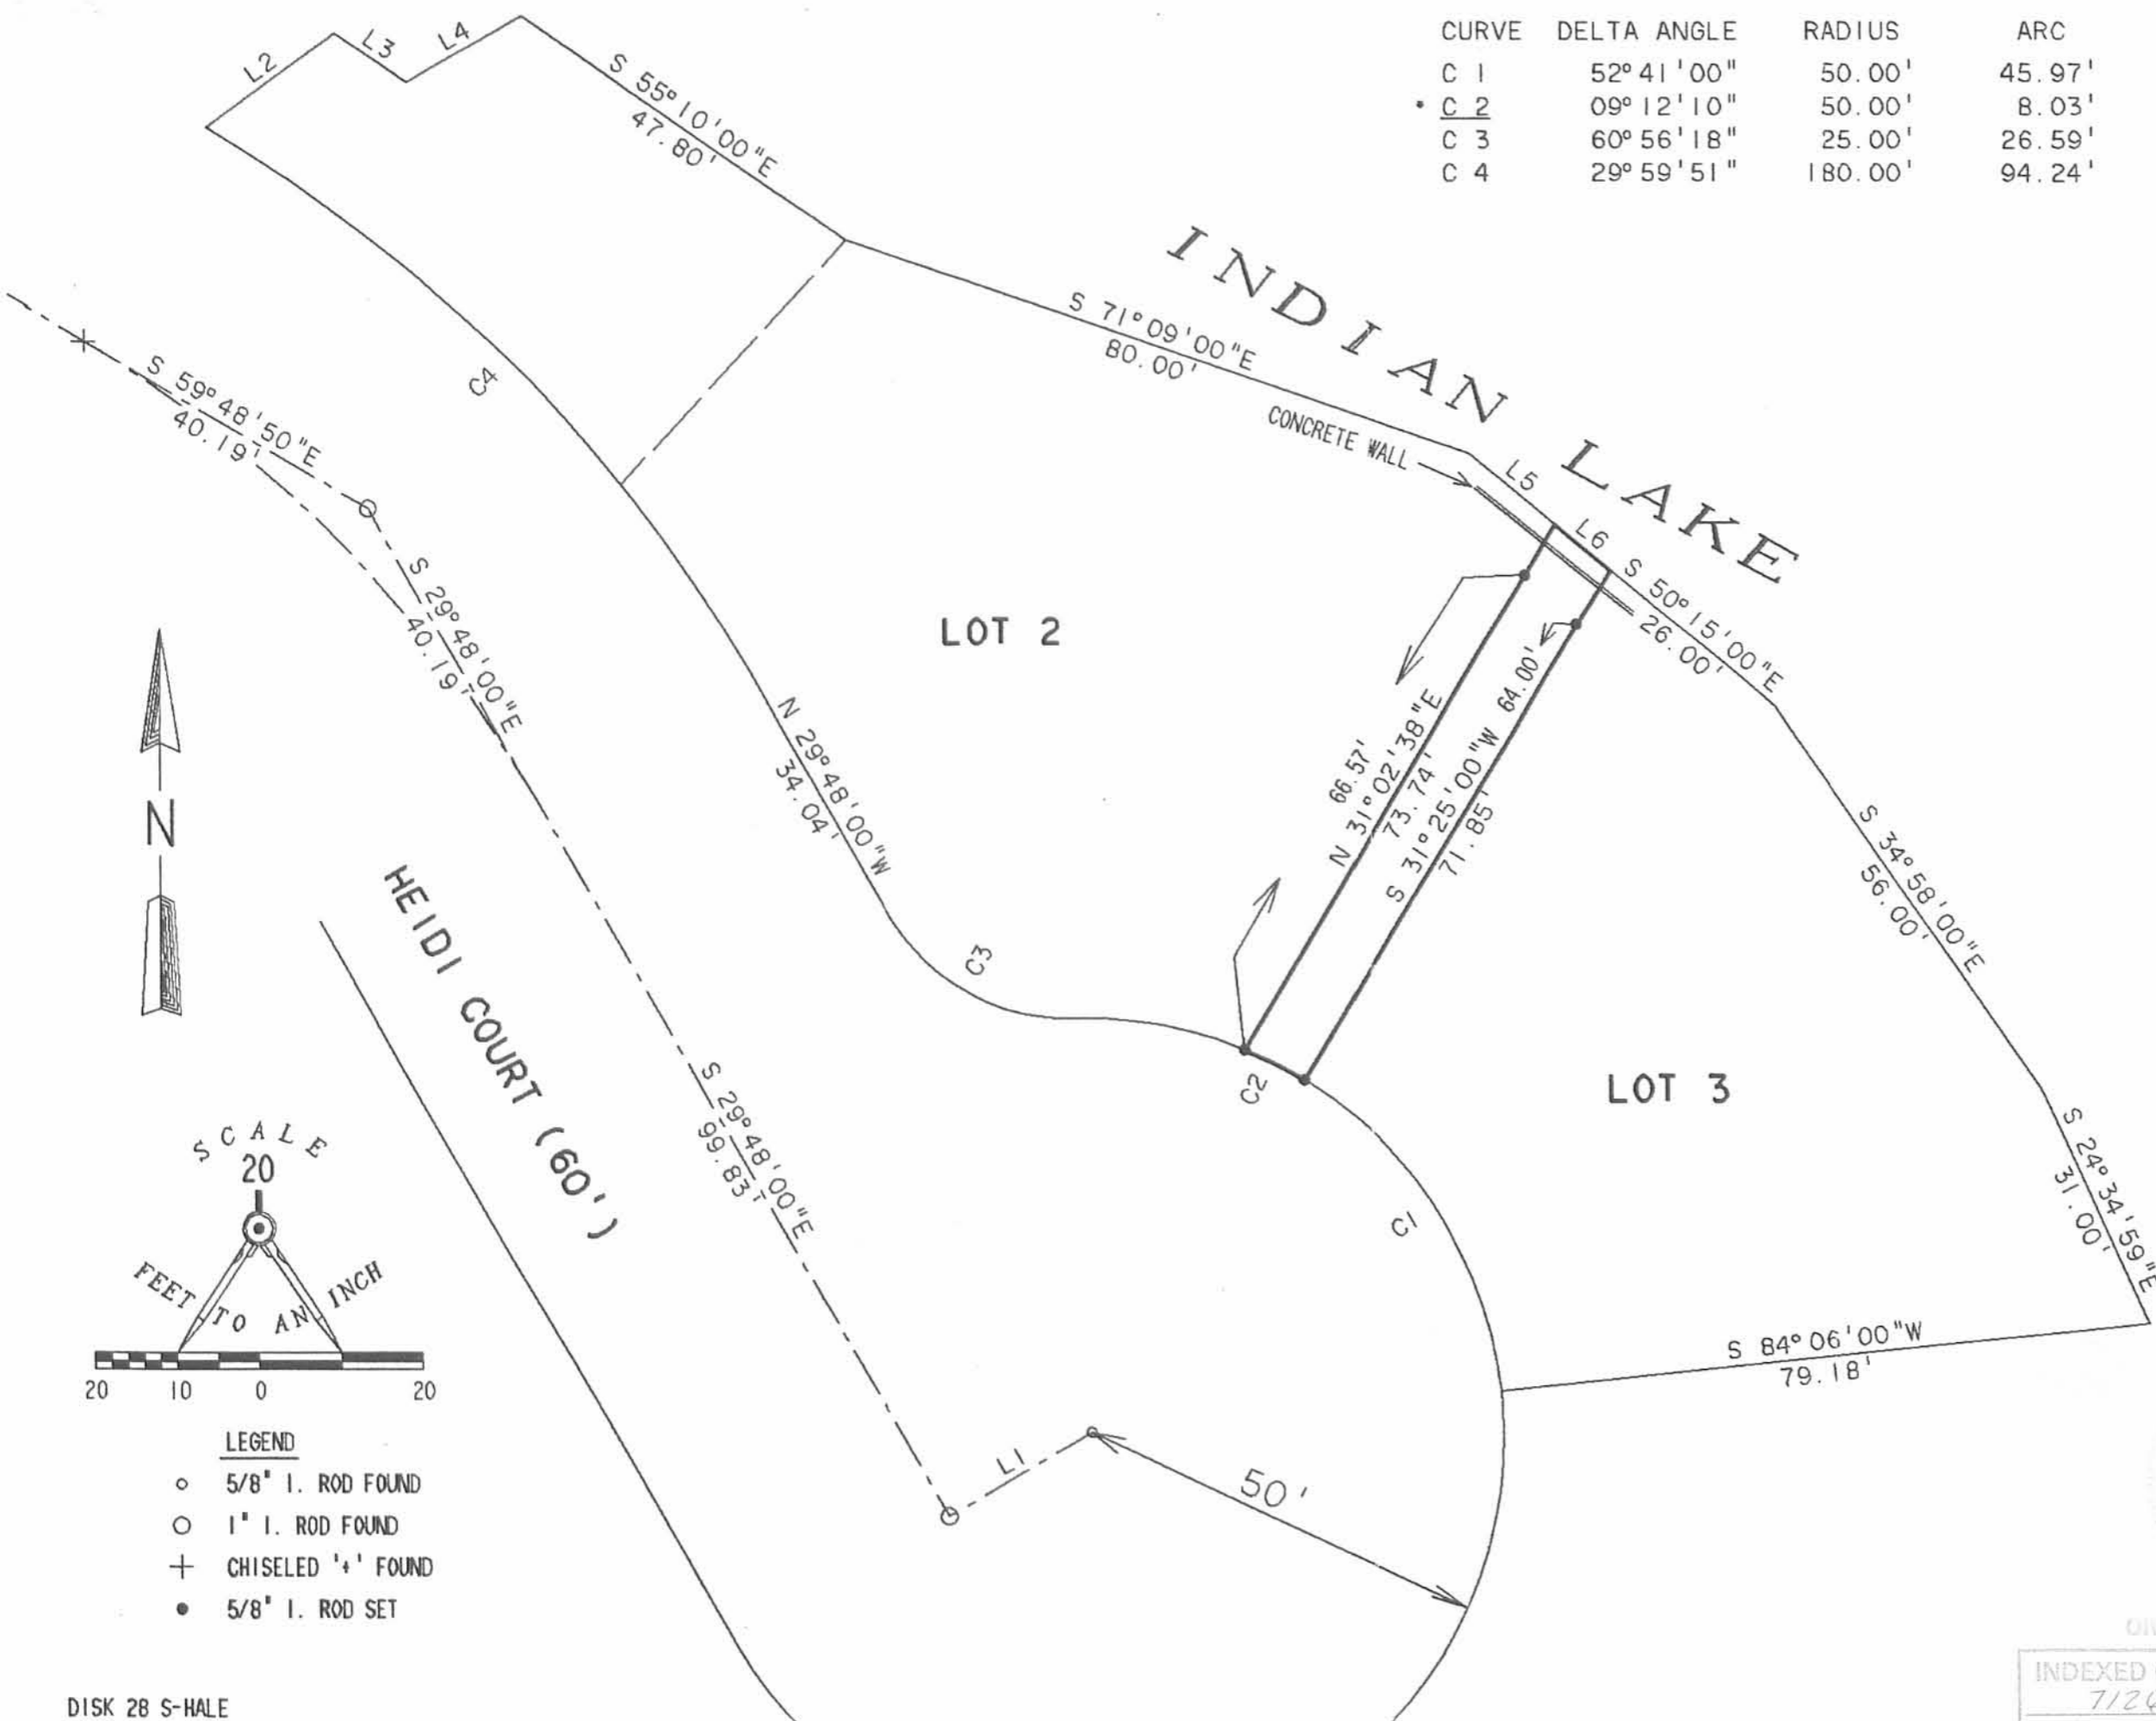 CURVE DELTA ANGLE RADIUS ARC
C 1 52°41'00" 50.00' 45.97'
• C 2 09°12'10" 50.00' 8.03'
C 3 60°56'18" 25.00' 26.59'
C 4 29°59'51" 180.00' 94.24'
L2
L3
L4
S 55°10'00"E
47.80'
INDIAN LAKE
S 71°09'00"E
80.00'
CONCRETE WALL
L5
L6
S 50°15'00"E
26.00'
C4
S 59°48'50"E
40.19'
S 29°48'00"E
40.19'
LOT 2
N 29°48'00"W
34.04'
66.57'
N 31°02'38"E
73.74'
S 31°25'00"W 64.00'
71.85'
S 34°58'00"E
56.00'
N
HEIDI COURT (60')
C3
C2
LOT 3
S 24°34'59"E
31.00'
S 29°48'00"E
99.83'
C1
S 84°06'00"W
79.18'
SCALE
20
FEET TO AN INCH
20 10 0 20
L1
50'
LEGEND
○ 5/8" I. ROD FOUND
○ 1" I. ROD FOUND
+ CHISELED '+' FOUND
● 5/8" I. ROD SET
DISK 28 S-HALE
INDEXED